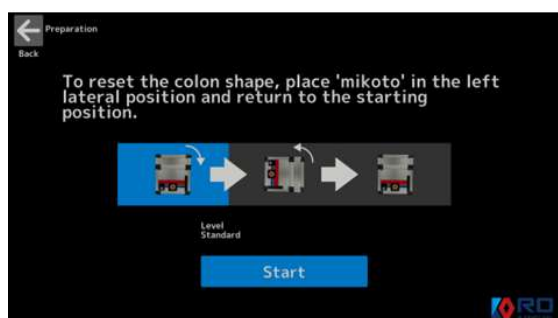 Preparation
Back
To reset the colon shape, place 'mikoto' in the left
lateral position and return to the starting
position.
Level
Standard
Start
RO